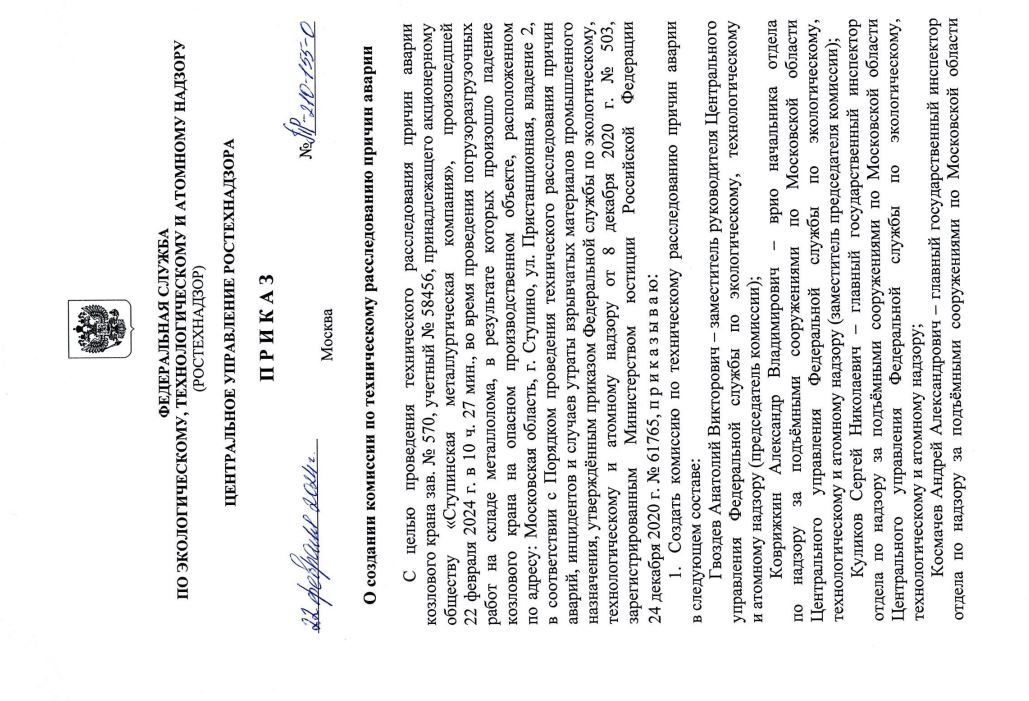 ФЕДЕРАЛЬНАЯ СЛУЖБА
ПО ЭКОЛОГИЧЕСКОМУ, ТЕХНОЛОГИЧЕСКОМУ И АТОМНОМУ НАДЗОРУ
(РОСТЕХНАДЗОР)
ЦЕНТРАЛЬНОЕ УПРАВЛЕНИЕ РОСТЕХНАДЗОРА
П Р И К А З
22 февраля 2024 г. № ПР-210-155-о
Москва
О создании комиссии по техническому расследованию причин аварии
С целью проведения технического расследования причин аварии
козлового крана зав. № 570, учетный № 58456, принадлежащего акционерному
обществу «Ступинская металлургическая компания», произошедшей
22 февраля 2024 г. в 10 ч. 27 мин., во время проведения погрузоразгрузочных
работ на складе металлолома, в результате которых произошло падение
козлового крана на опасном производственном объекте, расположенном
по адресу: Московская область, г. Ступино, ул. Пристанционная, владение 2,
в соответствии с Порядком проведения технического расследования причин
аварий, инцидентов и случаев утраты взрывчатых материалов промышленного
назначения, утверждённым приказом Федеральной службы по экологическому,
технологическому и атомному надзору от 8 декабря 2020 г. № 503,
зарегистрированным Министерством юстиции Российской Федерации
24 декабря 2020 г. № 61765, п р и к а з ы в а ю:
1. Создать комиссию по техническому расследованию причин аварии
в следующем составе:
Гвоздев Анатолий Викторович – заместитель руководителя Центрального
управления Федеральной службы по экологическому, технологическому
и атомному надзору (председатель комиссии);
Коврижкин Александр Владимирович – врио начальника отдела
по надзору за подъёмными сооружениями по Московской области
Центрального управления Федеральной службы по экологическому,
технологическому и атомному надзору (заместитель председателя комиссии);
Куликов Сергей Николаевич – главный государственный инспектор
отдела по надзору за подъёмными сооружениями по Московской области
Центрального управления Федеральной службы по экологическому,
технологическому и атомному надзору;
Космачев Андрей Александрович – главный государственный инспектор
отдела по надзору за подъёмными сооружениями по Московской области